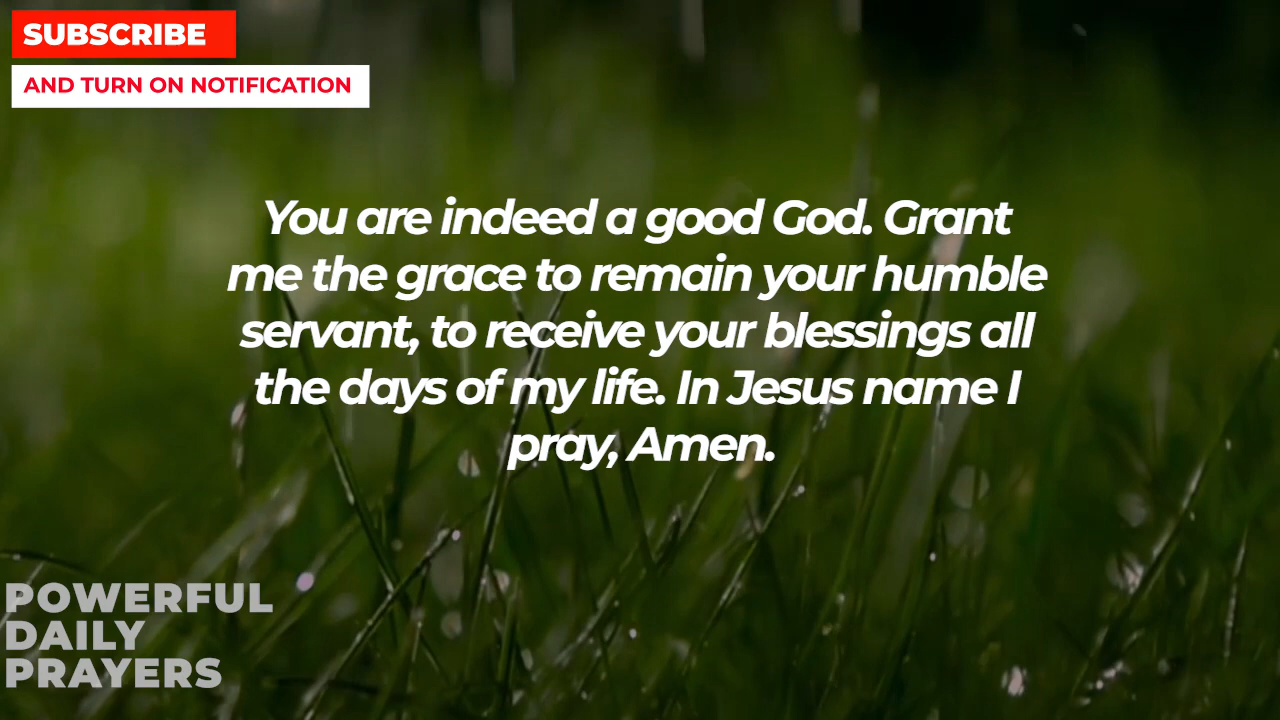 SUBSCRIBE
AND TURN ON NOTIFICATION
You are indeed a good God. Grant
me the grace to remain your humble
servant, to receive your blessings all
the days of my life. In Jesus name I
pray, Amen.
POWERFUL
DAILY
PRAYERS